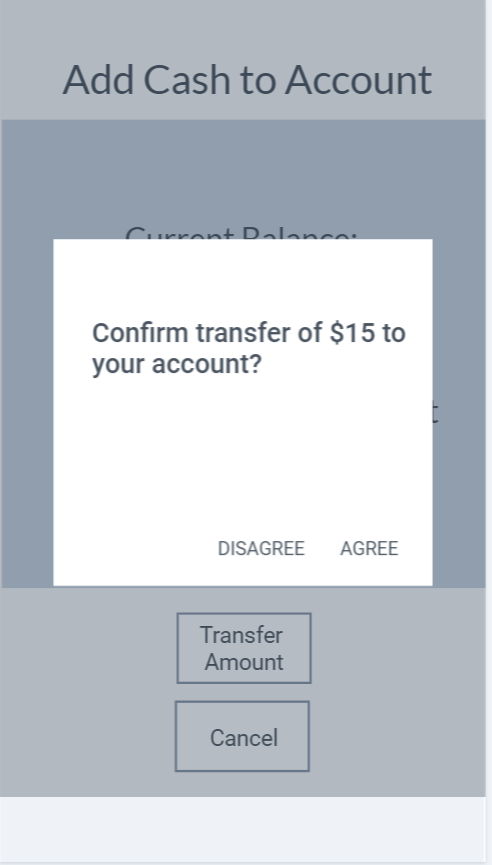 Add Cash to Account
Current Balance:
Confirm transfer of $15 to
your account?
DISAGREE AGREE
Transfer
Amount
Cancel